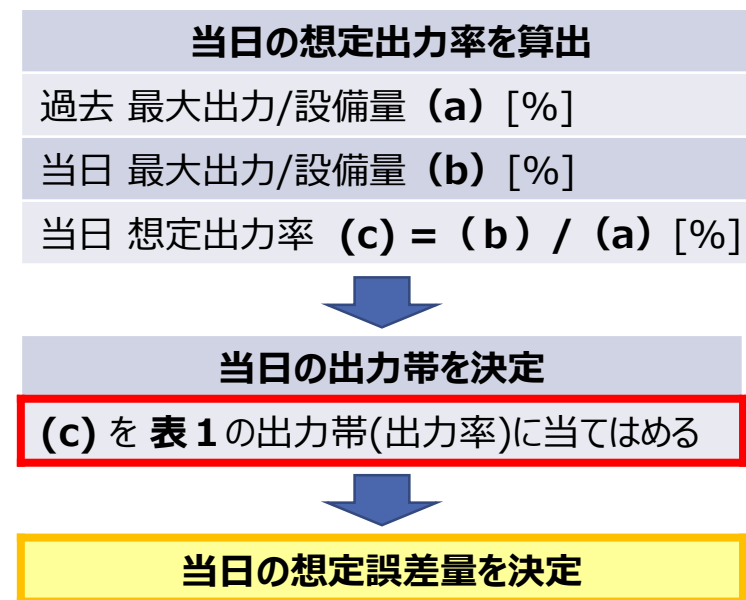 当日の想定出力率を算出
過去 最大出力/設備量（a）[%]
当日 最大出力/設備量（b）[%]
当日 想定出力率 (c) =（ｂ）/（a）[%]
当日の出力帯を決定
(c) を 表１の出力帯(出力率)に当てはめる
当日の想定誤差量を決定